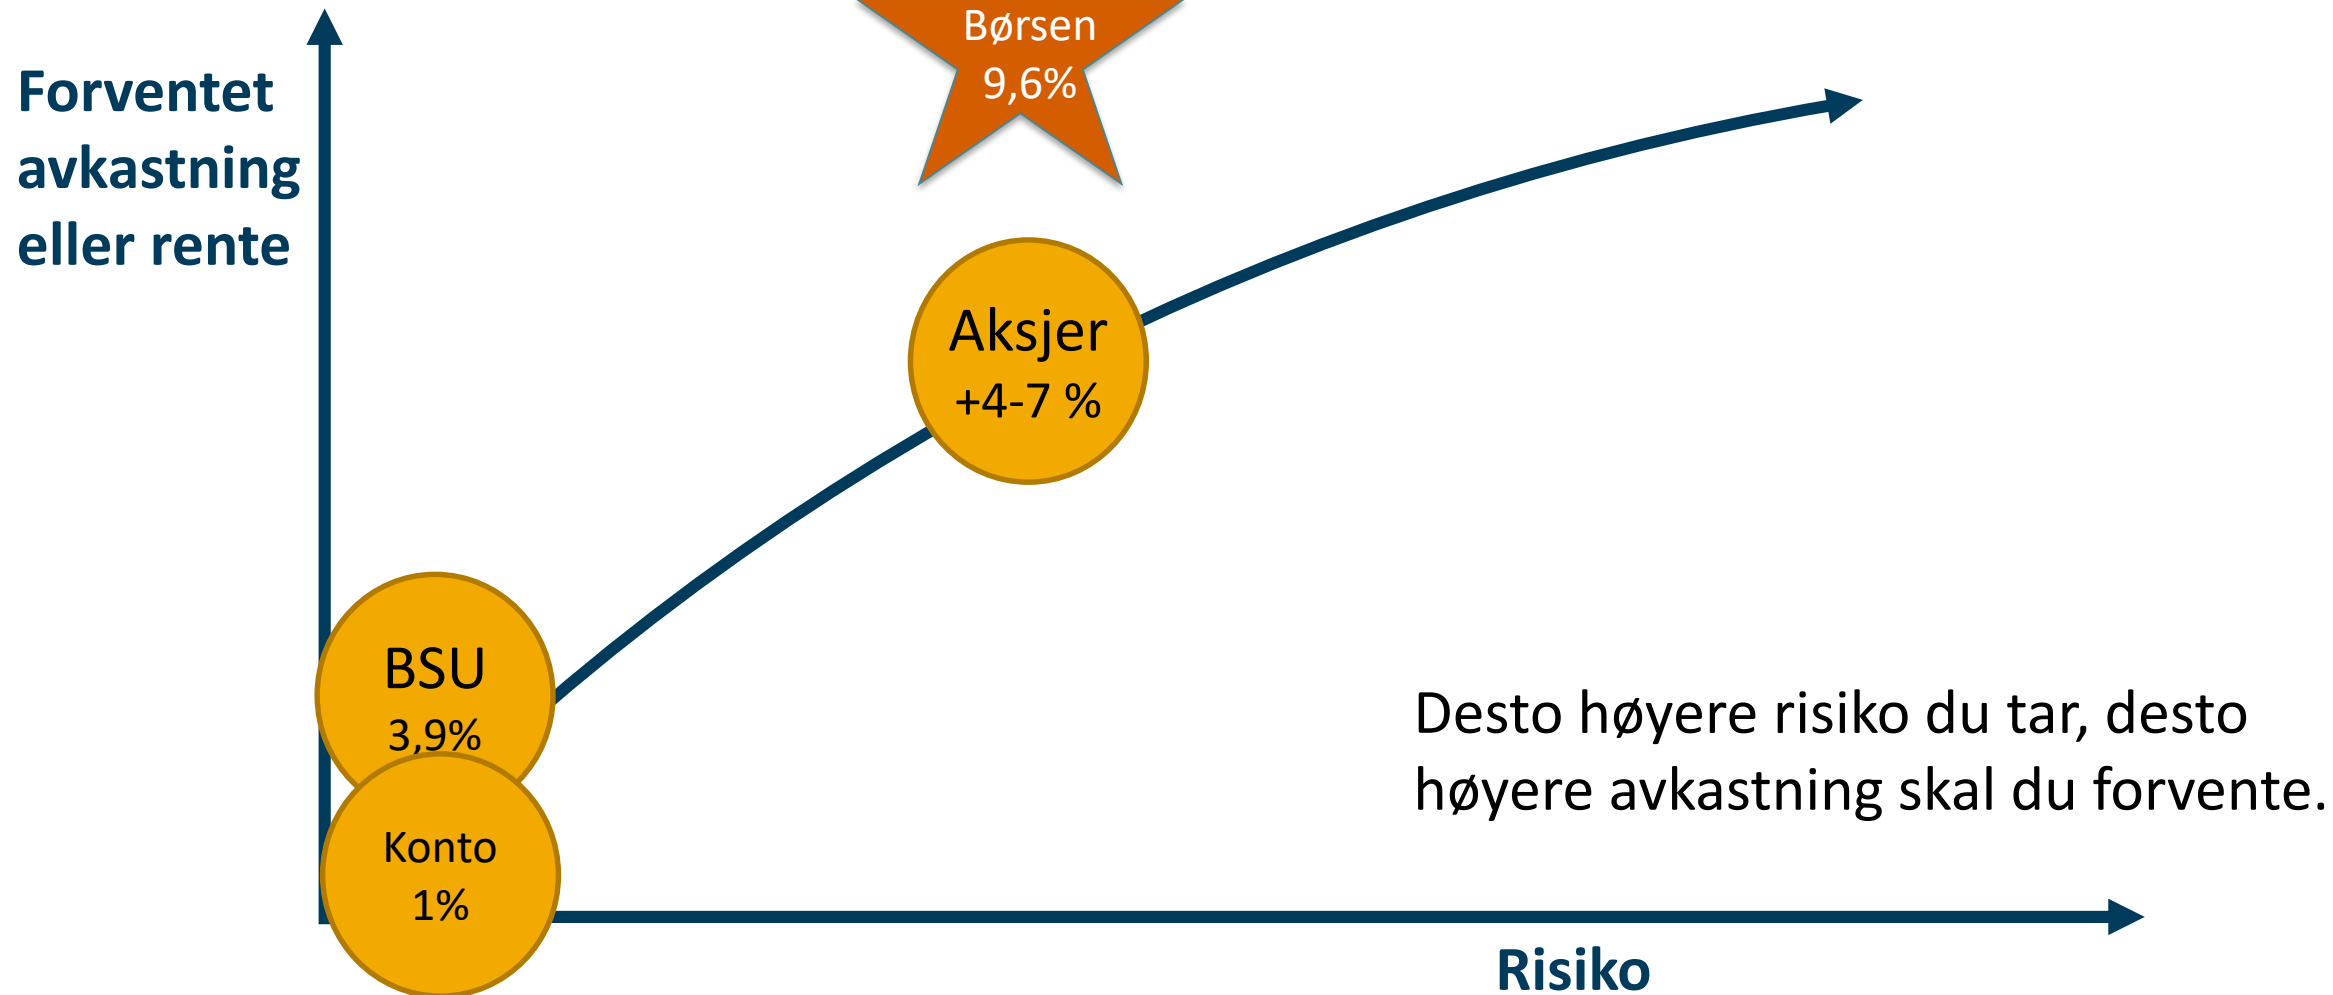 Børsen
9,6%
Forventet
avkastning
eller rente
Aksjer
+4-7 %
BSU
3,9%
Konto
1%
Desto høyere risiko du tar, desto
høyere avkastning skal du forvente.
Risiko